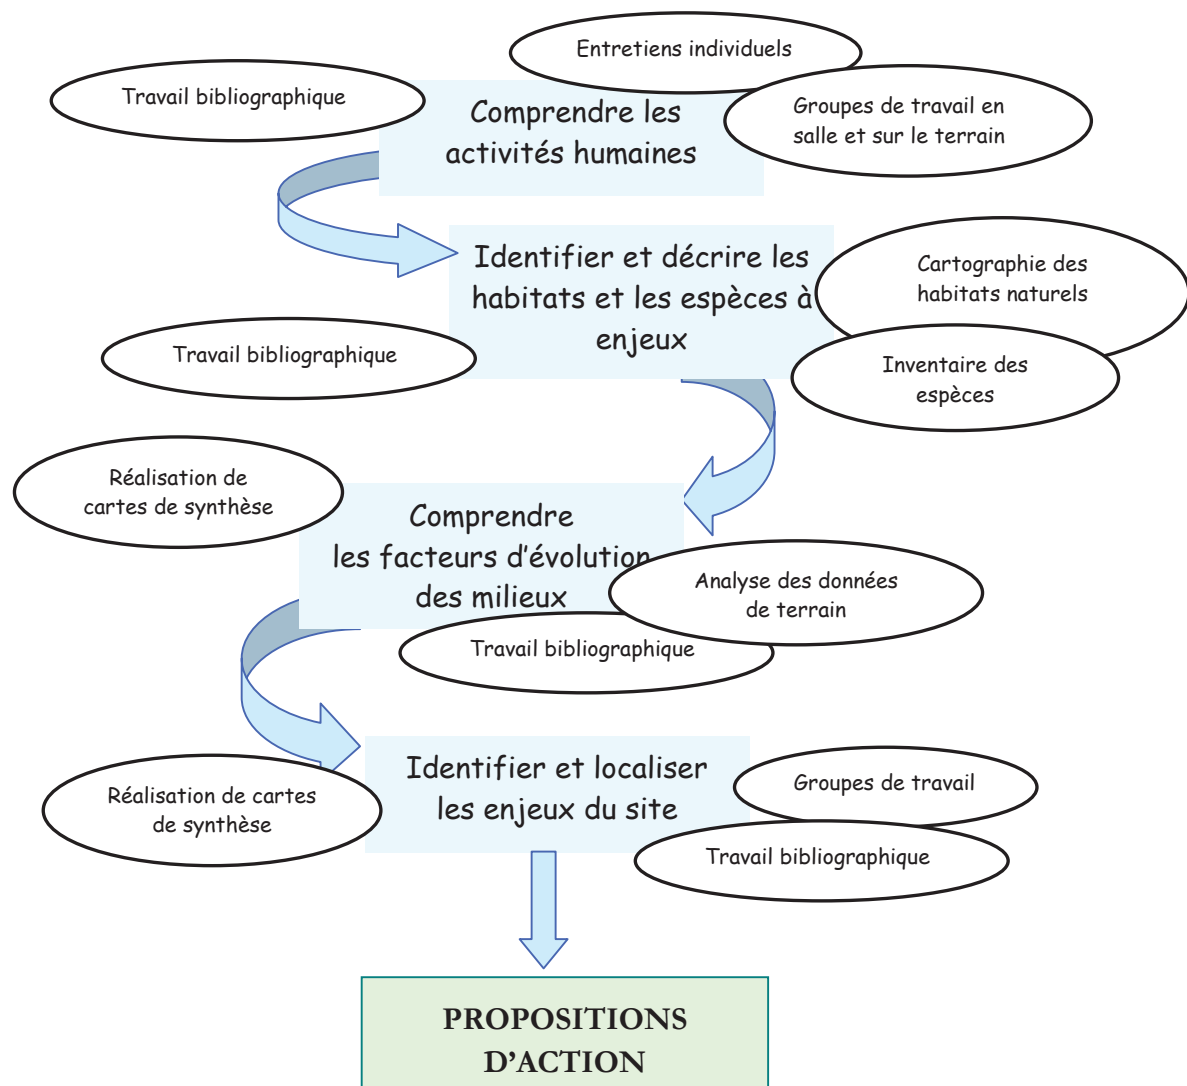 Entretiens individuels
Travail bibliographique
Groupes de travail en
salle et sur le terrain
Comprendre les
activités humaines
Identifier et décrire les
habitats et les espèces à
enjeux
Cartographie des
habitats naturels
Travail bibliographique
Inventaire des
espèces
Réalisation de
cartes de synthèse
Comprendre
les facteurs d'évolution
des milieux
Analyse des données
de terrain
Travail bibliographique
Identifier et localiser
les enjeux du site
Réalisation de cartes
de synthèse
Groupes de travail
Travail bibliographique
PROPOSITIONS
D'ACTION